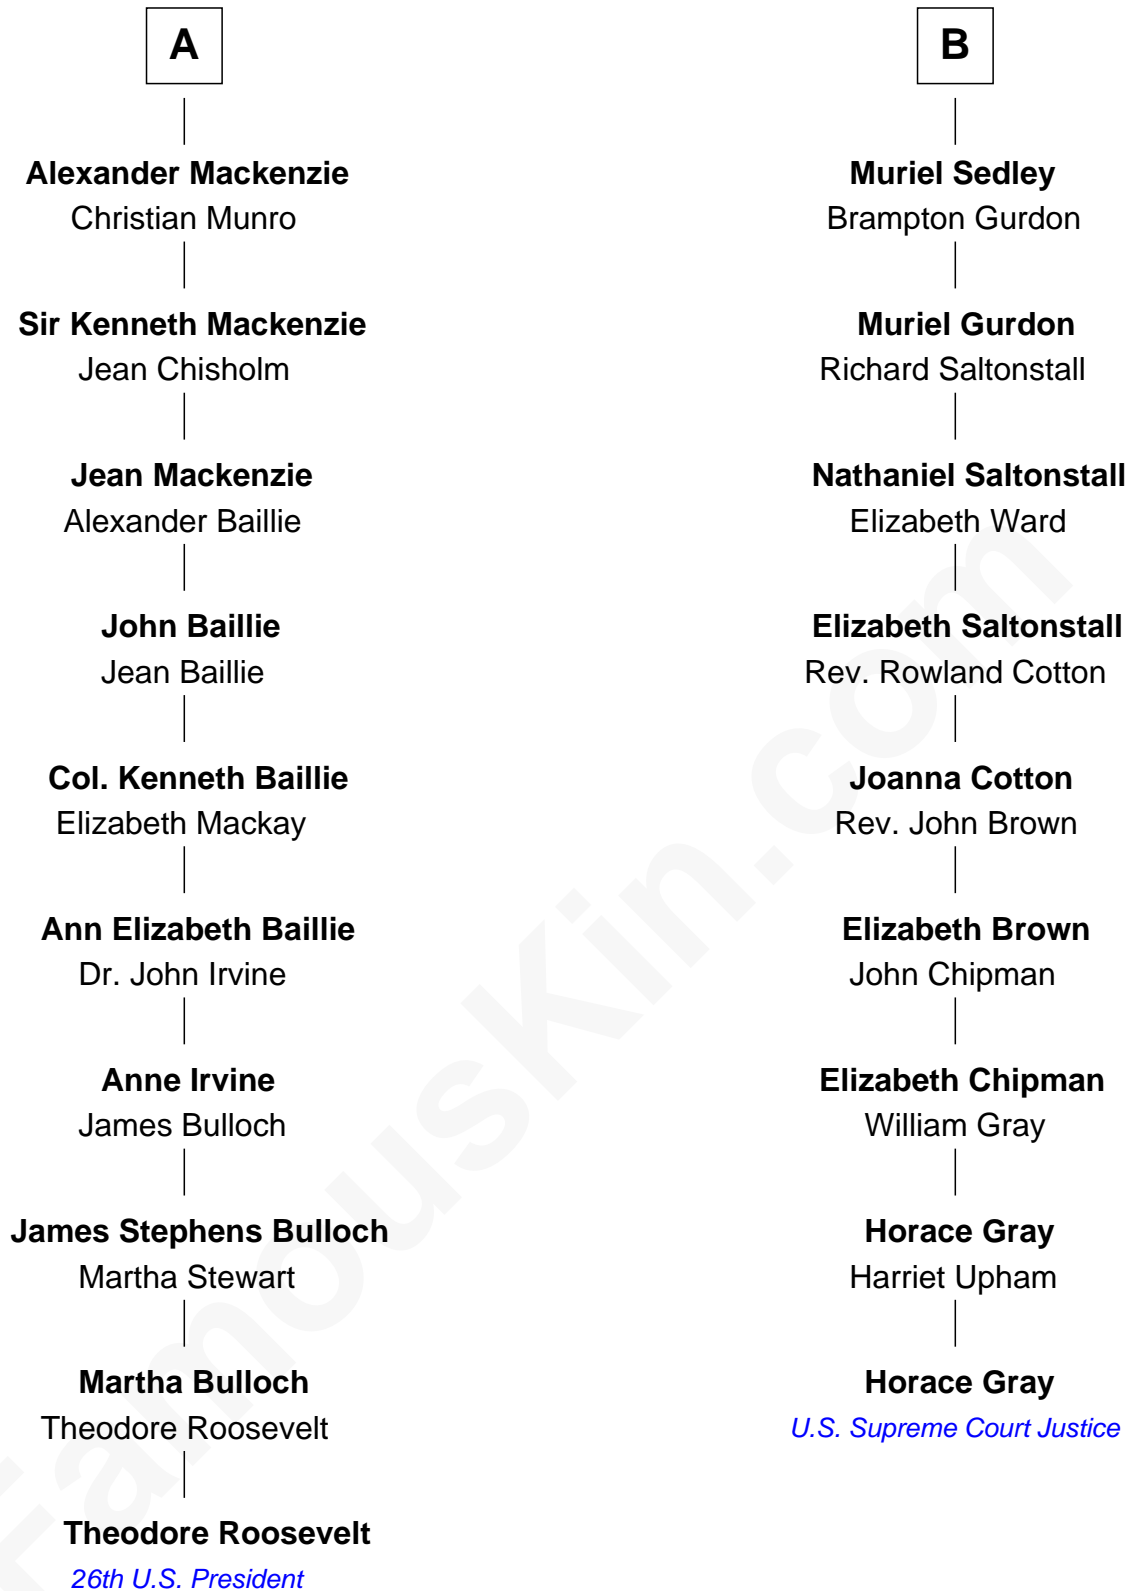 A
Alexander Mackenzie
Christian Munro
Sir Kenneth Mackenzie
Jean Chisholm
Jean Mackenzie
Alexander Baillie
John Baillie
Jean Baillie
Col. Kenneth Baillie
Elizabeth Mackay
Ann Elizabeth Baillie
Dr. John Irvine
Anne Irvine
James Bulloch
James Stephens Bulloch
Martha Stewart
Martha Bulloch
Theodore Roosevelt
Theodore Roosevelt
26th U.S. President
B
Muriel Sedley
Brampton Gurdon
Muriel Gurdon
Richard Saltonstall
Nathaniel Saltonstall
Elizabeth Ward
Elizabeth Saltonstall
Rev. Rowland Cotton
Joanna Cotton
Rev. John Brown
Elizabeth Brown
John Chipman
Elizabeth Chipman
William Gray
Horace Gray
Harriet Upham
Horace Gray
U.S. Supreme Court Justice
FamousKin.com